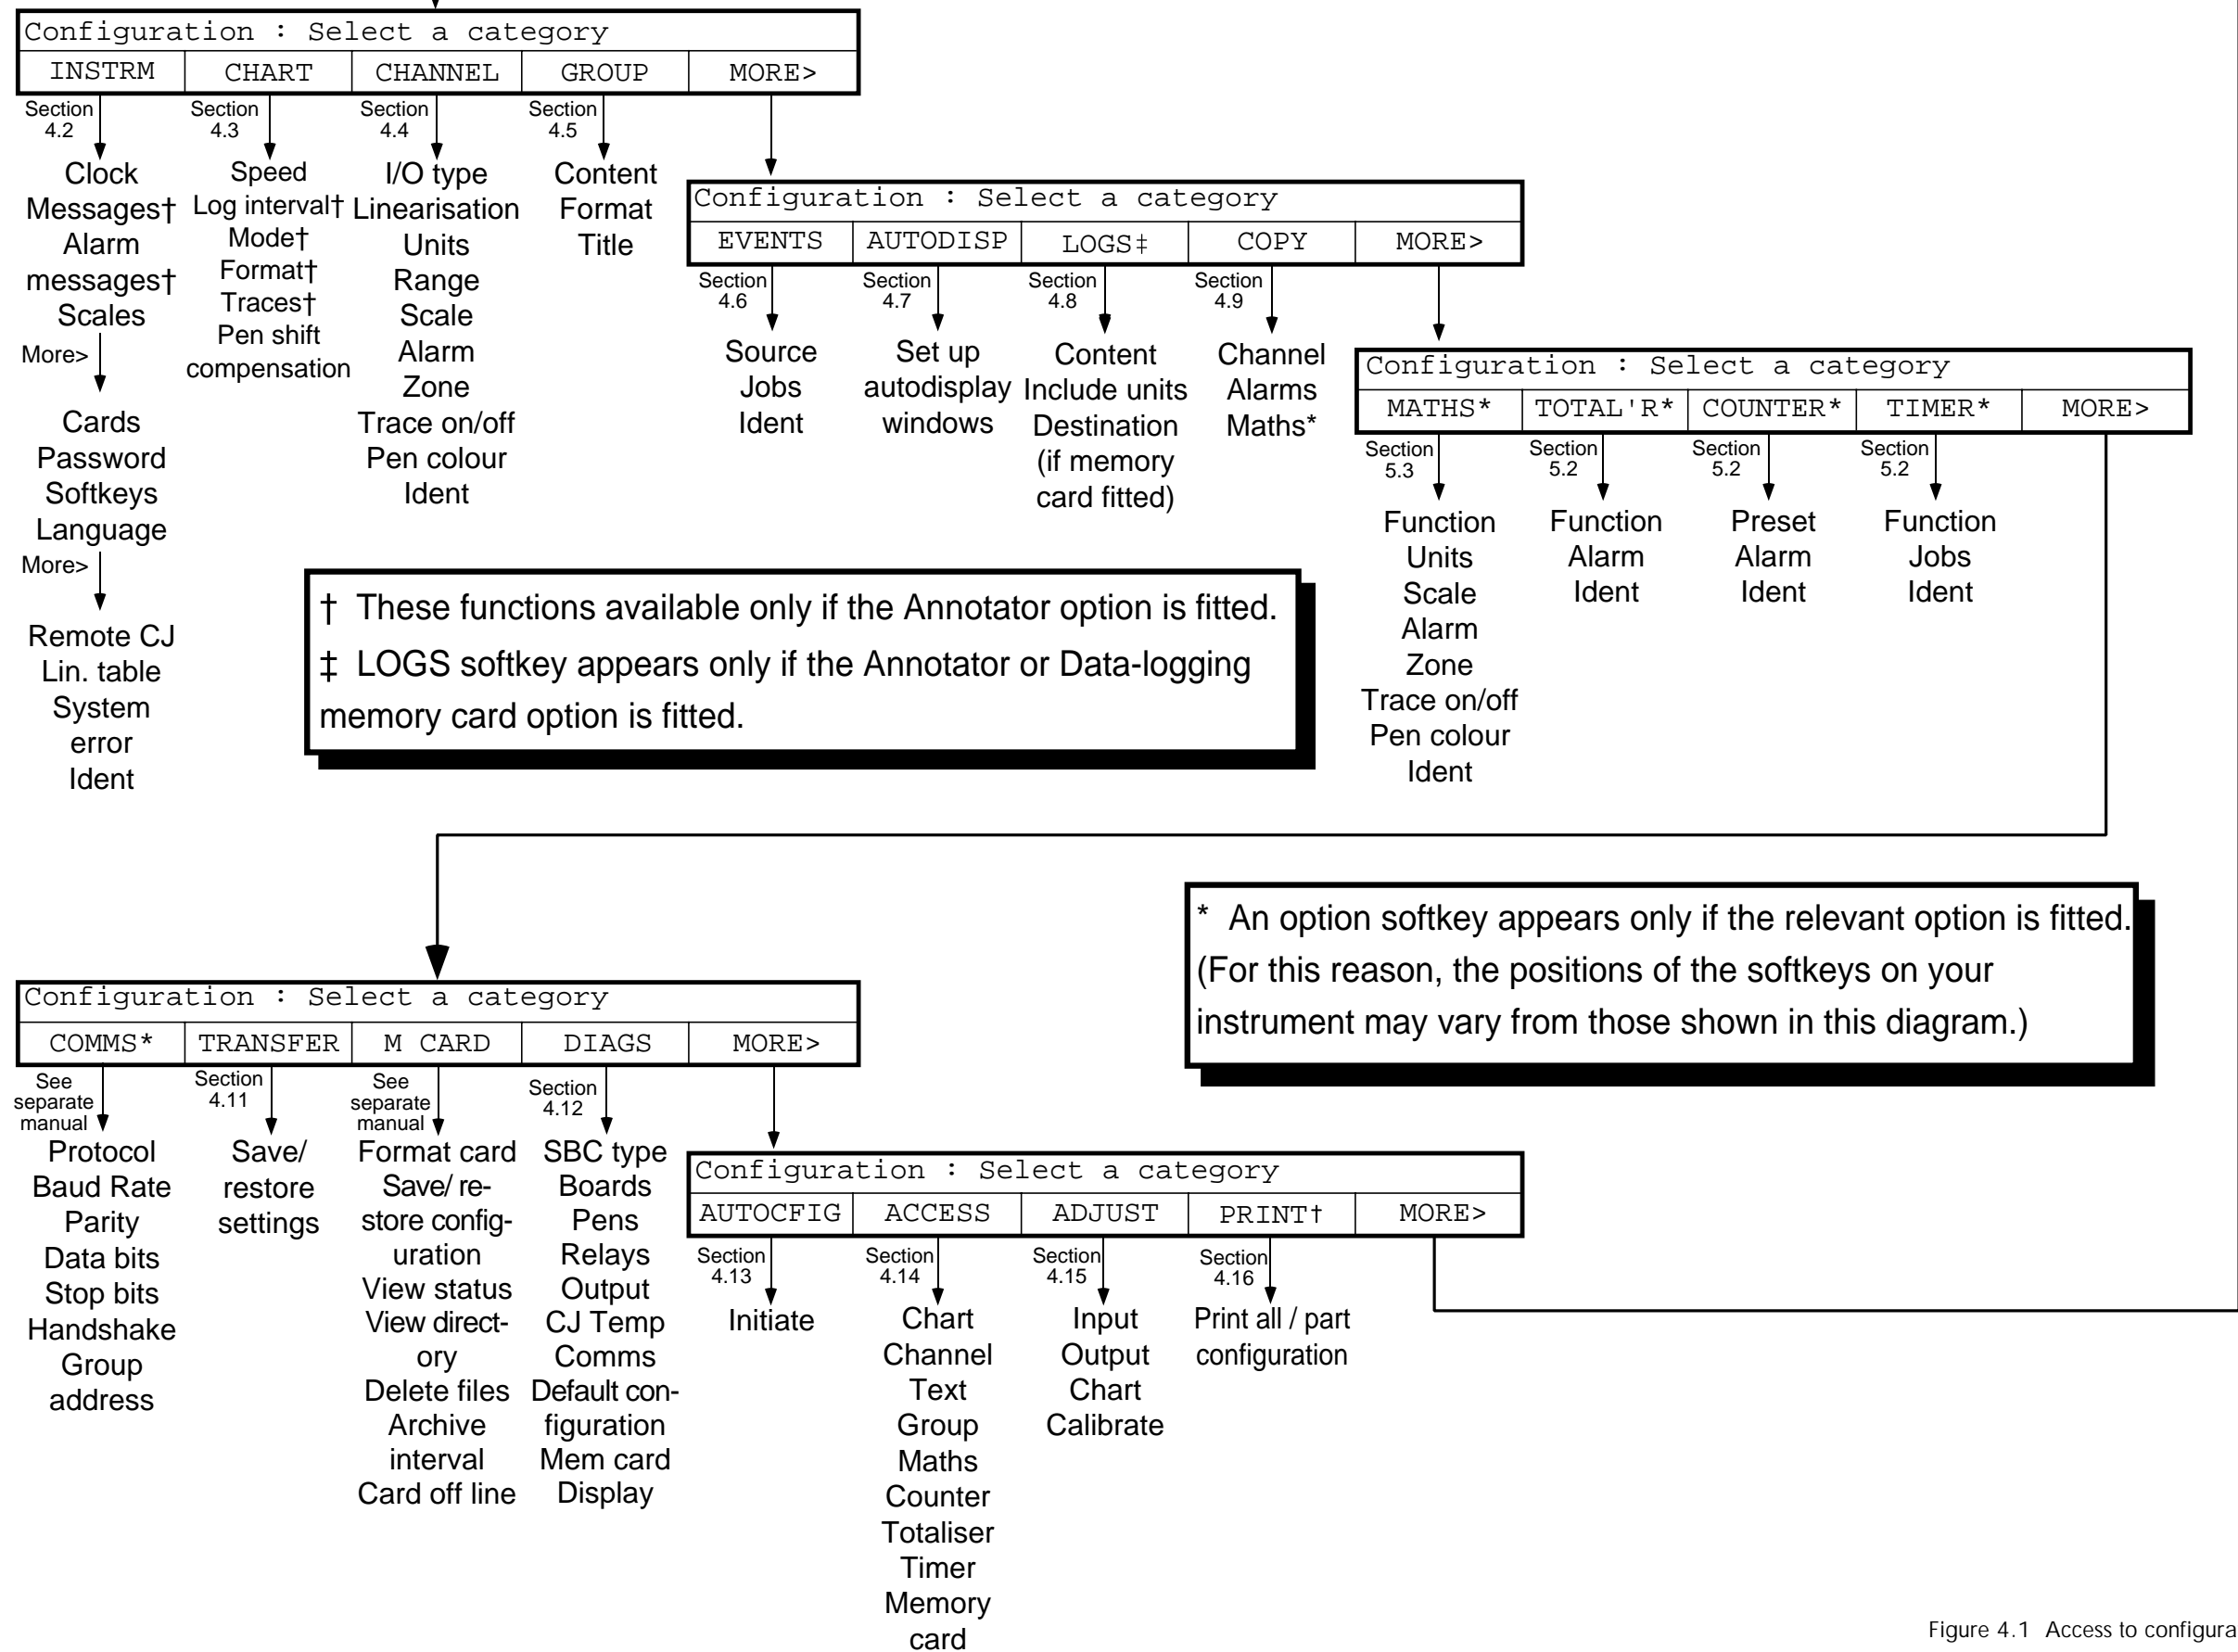 Configuration : Select a category
INSTRM CHART CHANNEL GROUP MORE>
Section 4.2
Clock
Messages†
Alarm
messages†
Scales
More>
Cards
Password
Softkeys
Language
More>
Remote CJ
Lin. table
System
error
Ident
Section 4.3
Speed
Log interval†
Mode†
Format†
Traces†
Pen shift
compensation
Section 4.4
I/O type
Linearisation
Units
Range
Scale
Alarm
Zone
Trace on/off
Pen colour
Ident
Section 4.5
Content
Format
Title
Configuration : Select a category
EVENTS AUTODISP LOGS‡ COPY MORE>
Section 4.6
Source
Jobs
Ident
Section 4.7
Set up
autodisplay
windows
Section 4.8
Content
Include units
Destination
(if memory
card fitted)
Section 4.9
Channel
Alarms
Maths*
Configuration : Select a category
MATHS* TOTAL'R* COUNTER* TIMER* MORE>
Section 5.3
Function
Units
Scale
Alarm
Zone
Trace on/off
Pen colour
Ident
Section 5.2
Function
Alarm
Ident
Section 5.2
Preset
Alarm
Ident
Section 5.2
Function
Jobs
Ident
† These functions available only if the Annotator option is fitted.
‡ LOGS softkey appears only if the Annotator or Data-logging
memory card option is fitted.
* An option softkey appears only if the relevant option is fitted.
(For this reason, the positions of the softkeys on your
instrument may vary from those shown in this diagram.)
Configuration : Select a category
COMMS* TRANSFER M CARD DIAGS MORE>
See
separate
manual
Protocol
Baud Rate
Parity
Data bits
Stop bits
Handshake
Group
address
Section 4.11
Save/
restore
settings
See
separate
manual
Format card
Save/ re-
store config-
uration
View status
View direct-
ory
Delete files
Archive
interval
Card off line
Section 4.12
SBC type
Boards
Pens
Relays
Output
CJ Temp
Comms
Default con-
figuration
Mem card
Display
Configuration : Select a category
AUTOCFIG ACCESS ADJUST PRINT† MORE>
Section 4.13
Initiate
Section 4.14
Chart
Channel
Text
Group
Maths
Counter
Totaliser
Timer
Memory
card
Section 4.15
Input
Output
Chart
Calibrate
Section 4.16
Print all / part
configuration
Figure 4.1 Access to configura